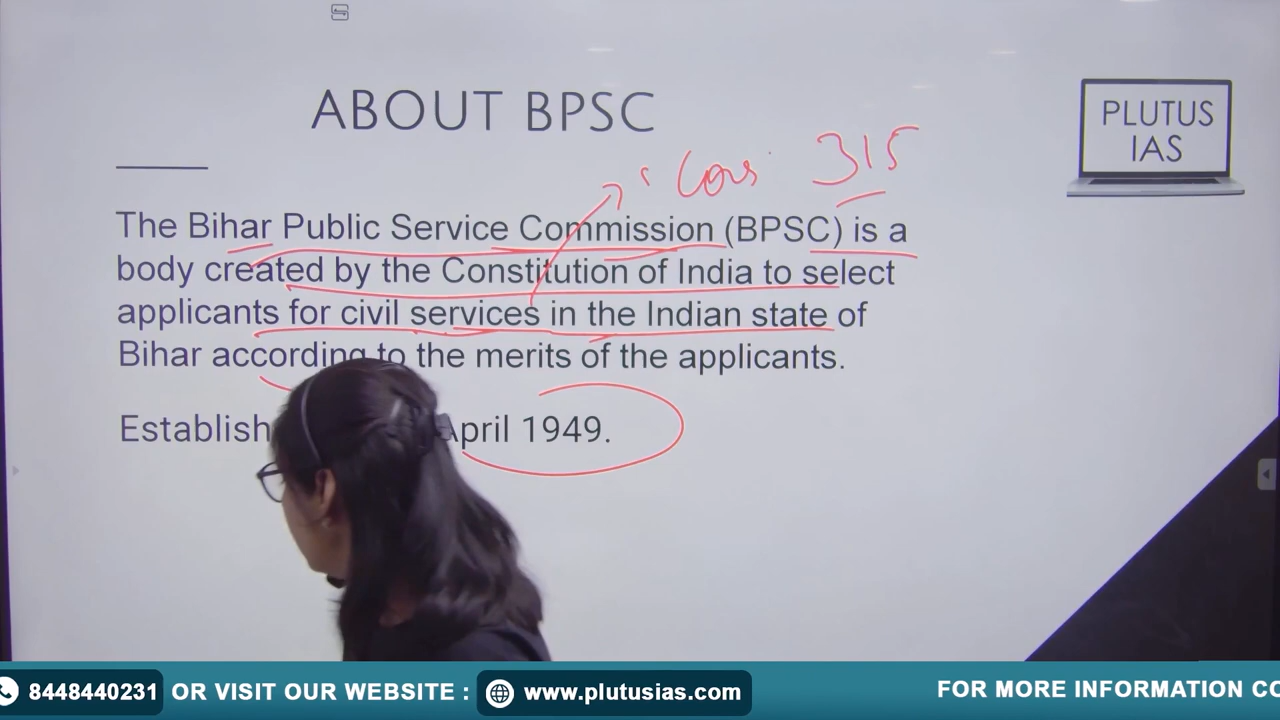 ABOUT BPSC
PLUTUS
IAS
Cons 315
The Bihar Public Service Commission (BPSC) is a
body created by the Constitution of India to select
applicants for civil services in the Indian state of
Bihar according to the merits of the applicants.
Establish April 1949.
8448440231 OR VISIT OUR WEBSITE : www.plutusias.com FOR MORE INFORMATION CO